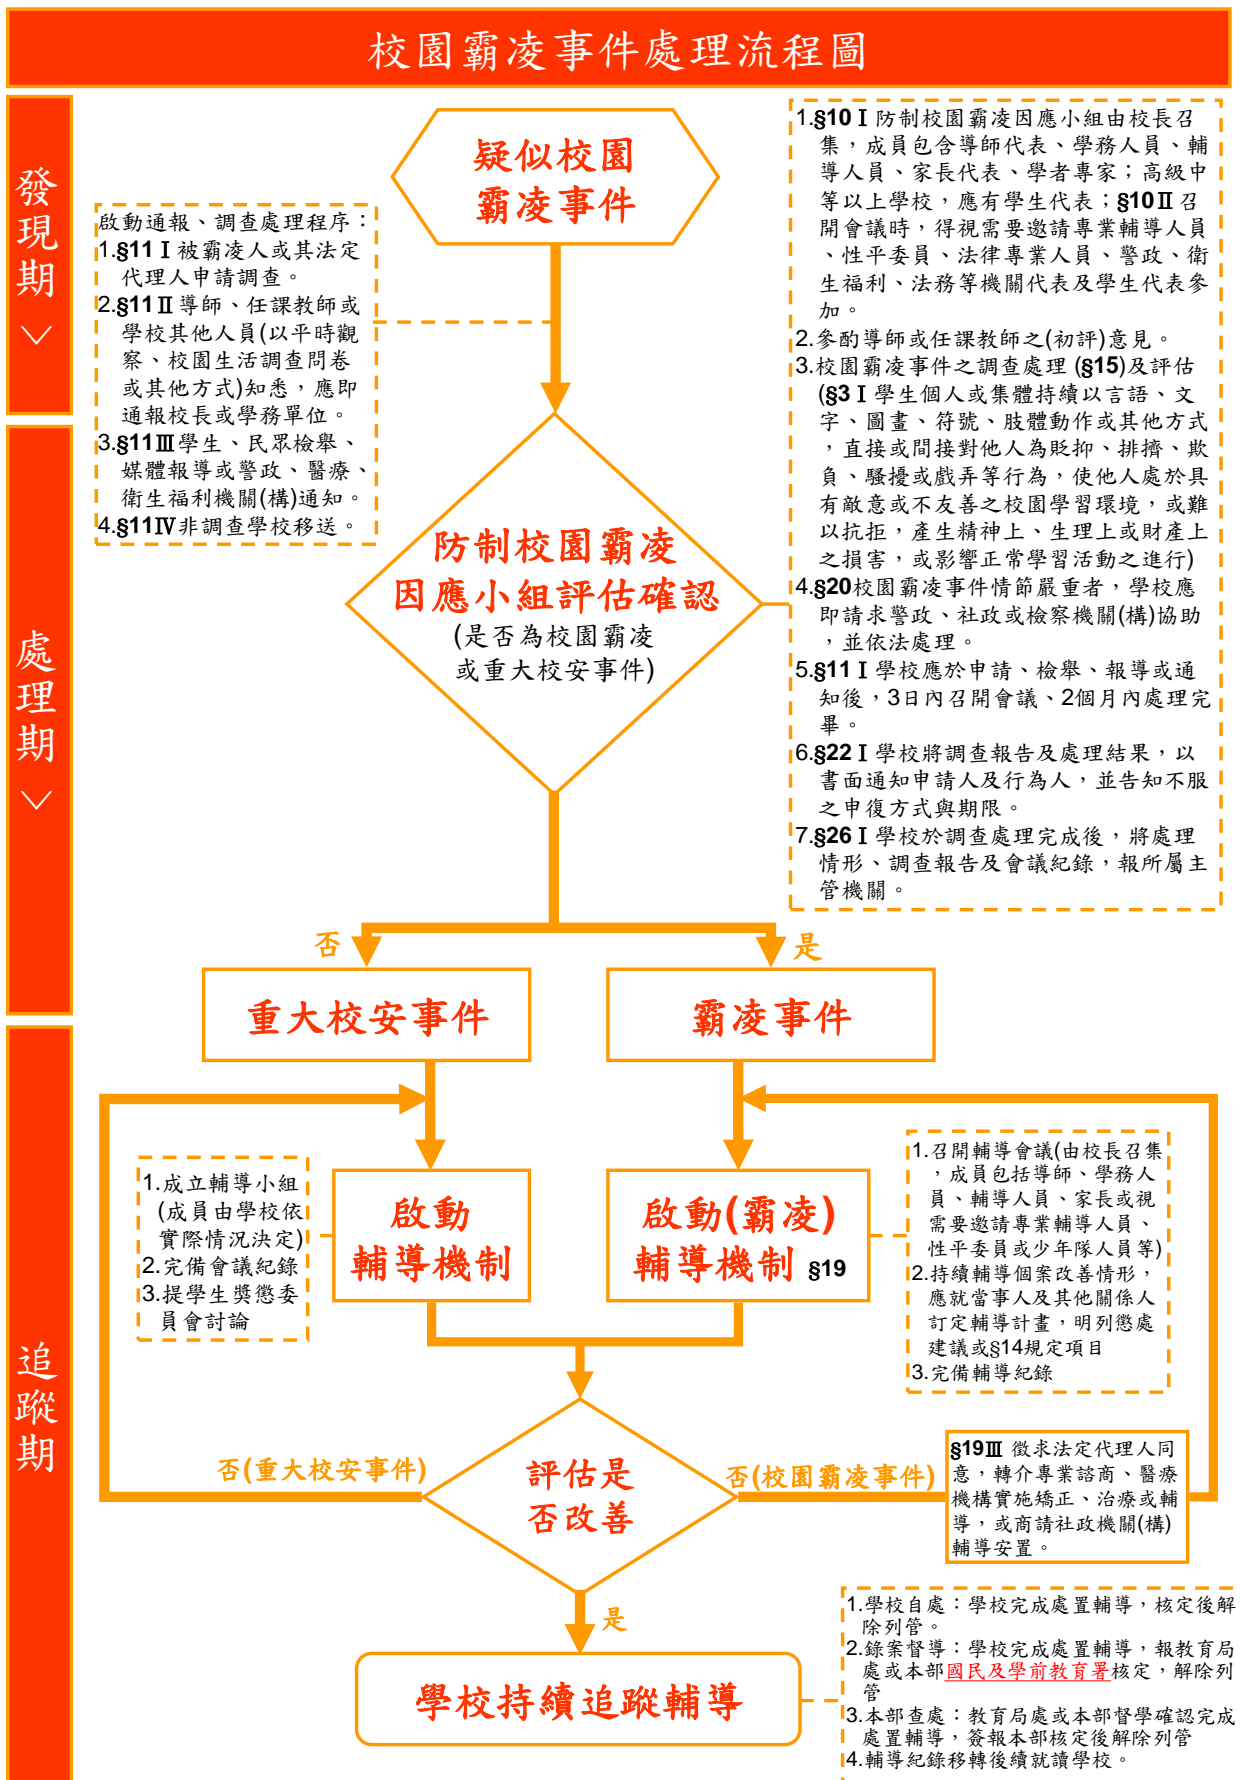 校園霸凌事件處理流程圖
發現期
疑似校園
霸凌事件
啟動通報、調查處理程序：
1.§11Ⅰ被霸凌人或其法定
代理人申請調查。
2.§11Ⅱ導師、任課教師或
學校其他人員(以平時觀
察、校園生活調查問卷
或其他方式)知悉，應即
通報校長或學務單位。
3.§11Ⅲ學生、民眾檢舉、
媒體報導或警政、醫療、
衛生福利機關(構)通知。
4.§11Ⅳ非調查學校移送。
1.§10Ⅰ防制校園霸凌因應小組由校長召
集，成員包含導師代表、學務人員、輔
導人員、家長代表、學者專家；高級中
等以上學校，應有學生代表；§10Ⅱ召
開會議時，得視需要邀請專業輔導人員
、性平委員、法律專業人員、警政、衛
生福利、法務等機關代表及學生代表參
加。
2.參酌導師或任課教師之(初評)意見。
3.校園霸凌事件之調查處理 (§15)及評估
(§3Ⅰ學生個人或集體持續以言語、文
字、圖畫、符號、肢體動作或其他方式
，直接或間接對他人為貶抑、排擠、欺
負、騷擾或戲弄等行為，使他人處於具
有敵意或不友善之校園學習環境，或難
以抗拒，產生精神上、生理上或財產上
之損害，或影響正常學習活動之進行)
4.§20校園霸凌事件情節嚴重者，學校應
即請求警政、社政或檢察機關(構)協助
，並依法處理。
5.§11Ⅰ學校應於申請、檢舉、報導或通
知後，3日內召開會議、2個月內處理完
畢。
6.§22Ⅰ學校將調查報告及處理結果，以
書面通知申請人及行為人，並告知不服
之申復方式與期限。
7.§26Ⅰ學校於調查處理完成後，將處理
情形、調查報告及會議紀錄，報所屬主
管機關。
處理期
防制校園霸凌
因應小組評估確認
(是否為校園霸凌
或重大校安事件)
否
是
重大校安事件
霸凌事件
追蹤期
1.成立輔導小組
(成員由學校依
實際情況決定)
2.完備會議紀錄
3.提學生獎懲委
員會討論
啟動
輔導機制
啟動(霸凌)
輔導機制 §19
1.召開輔導會議(由校長召集
，成員包括導師、學務人
員、輔導人員、家長或視
需要邀請專業輔導人員、
性平委員或少年隊人員等)
2.持續輔導個案改善情形，
應就當事人及其他關係人
訂定輔導計畫，明列懲處
建議或§14規定項目
3.完備輔導紀錄
否(重大校安事件)
評估是
否改善
否(校園霸凌事件)
§19Ⅲ 徵求法定代理人同
意，轉介專業諮商、醫療
機構實施矯正、治療或輔
導，或商請社政機關(構)
輔導安置。
是
學校持續追蹤輔導
1.學校自處：學校完成處置輔導，核定後解
除列管。
2.錄案督導：學校完成處置輔導，報教育局
處或本部國民及學前教育署核定，解除列
管
3.本部查處：教育局處或本部督學確認完成
處置輔導，簽報本部核定後解除列管
4.輔導紀錄移轉後續就讀學校。